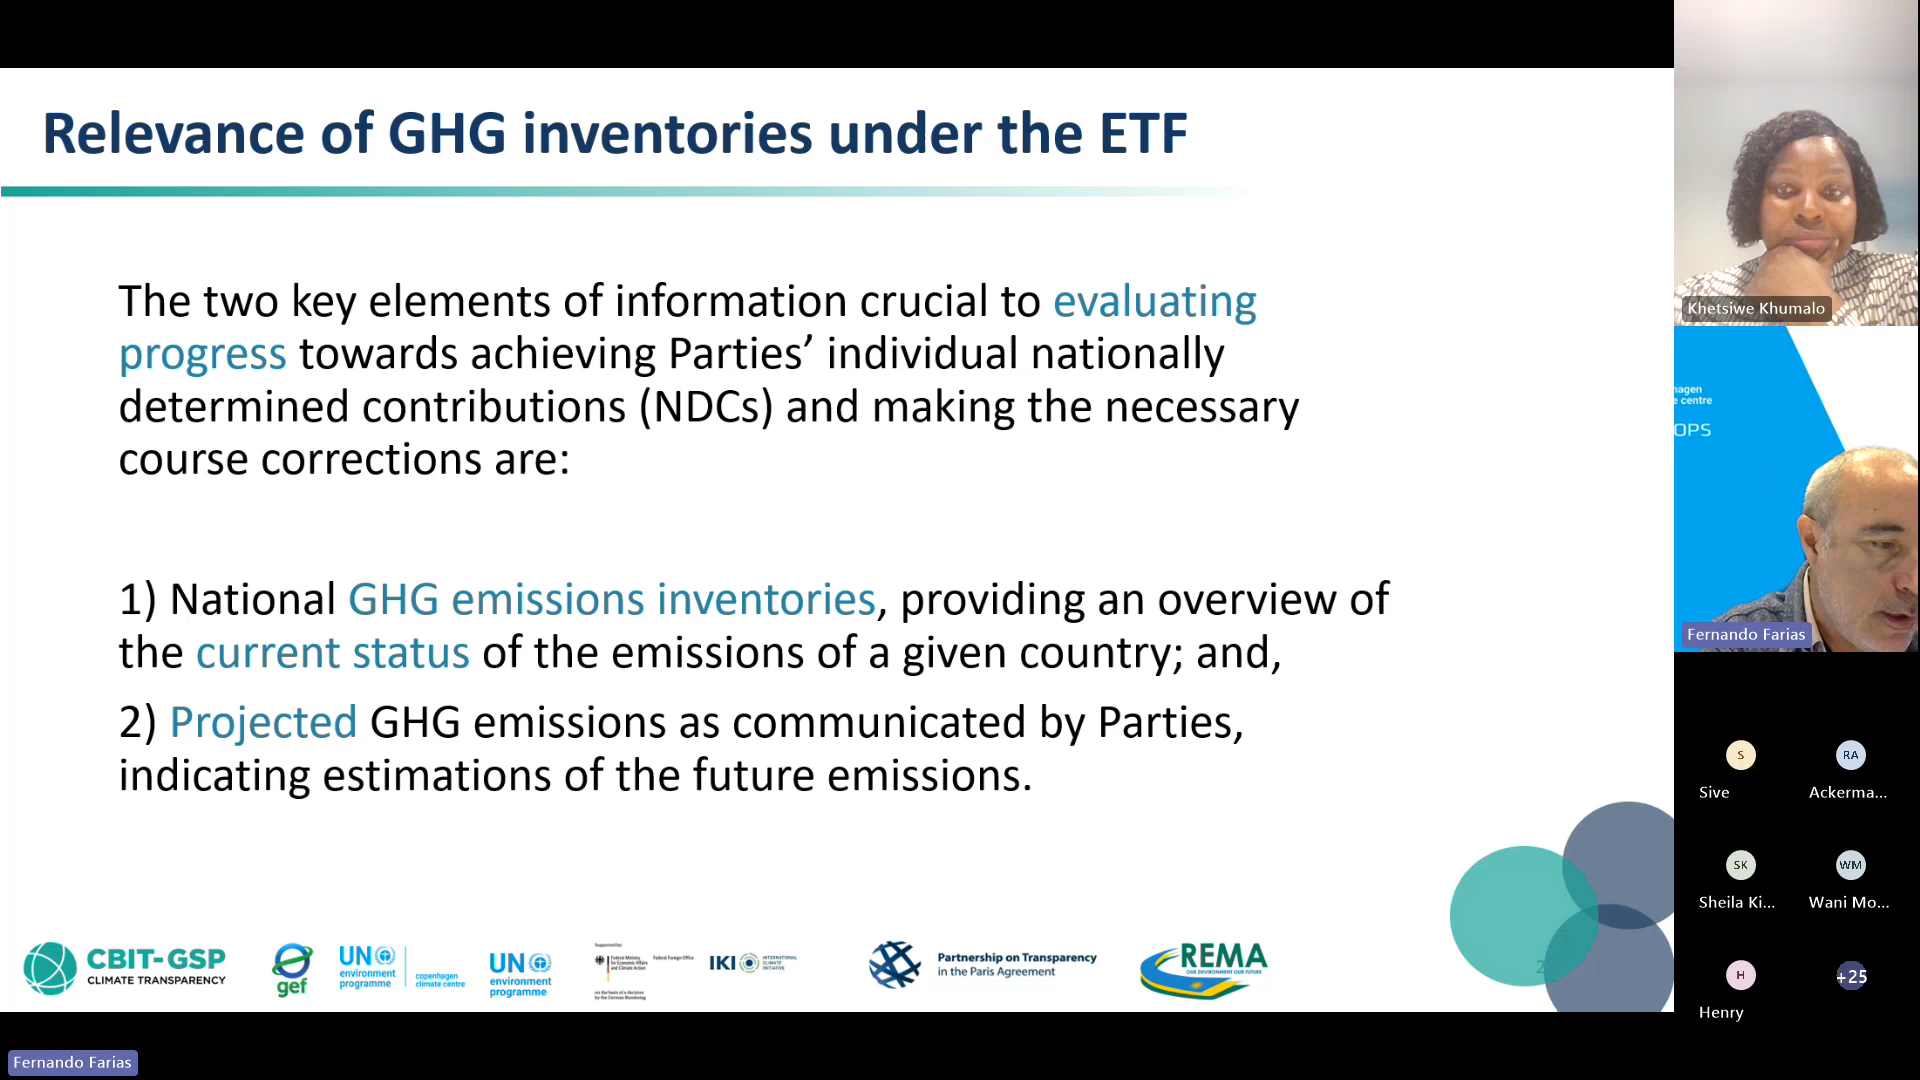 Relevance of GHG inventories under the ETF
The two key elements of information crucial to evaluating
progress towards achieving Parties’ individual nationally
determined contributions (NDCs) and making the necessary
course corrections are:
1) National GHG emissions inventories, providing an overview of
the current status of the emissions of a given country; and,
2) Projected GHG emissions as communicated by Parties,
indicating estimations of the future emissions.
2
CBIT-GSP
CLIMATE TRANSPARENCY
gef
UN
environment
programme
copenhagen
climate centre
UN
environment
programme
Supported by:
Federal Ministry
for Economic Affairs
and Climate Action
Federal Foreign Office
on the basis of a decision
by the German Bundestag
IKI
INTERNATIONAL
CLIMATE
INITIATIVE
Partnership on Transparency
in the Paris Agreement
REMA
OUR ENVIRONMENT OUR FUTURE
Khetsiwe Khumalo
hagen
e centre
OPS
Fernando Farias
S
RA
Sive
Ackerma...
SK
WM
Sheila Ki...
Wani Mo...
H
+25
Henry
Fernando Farias